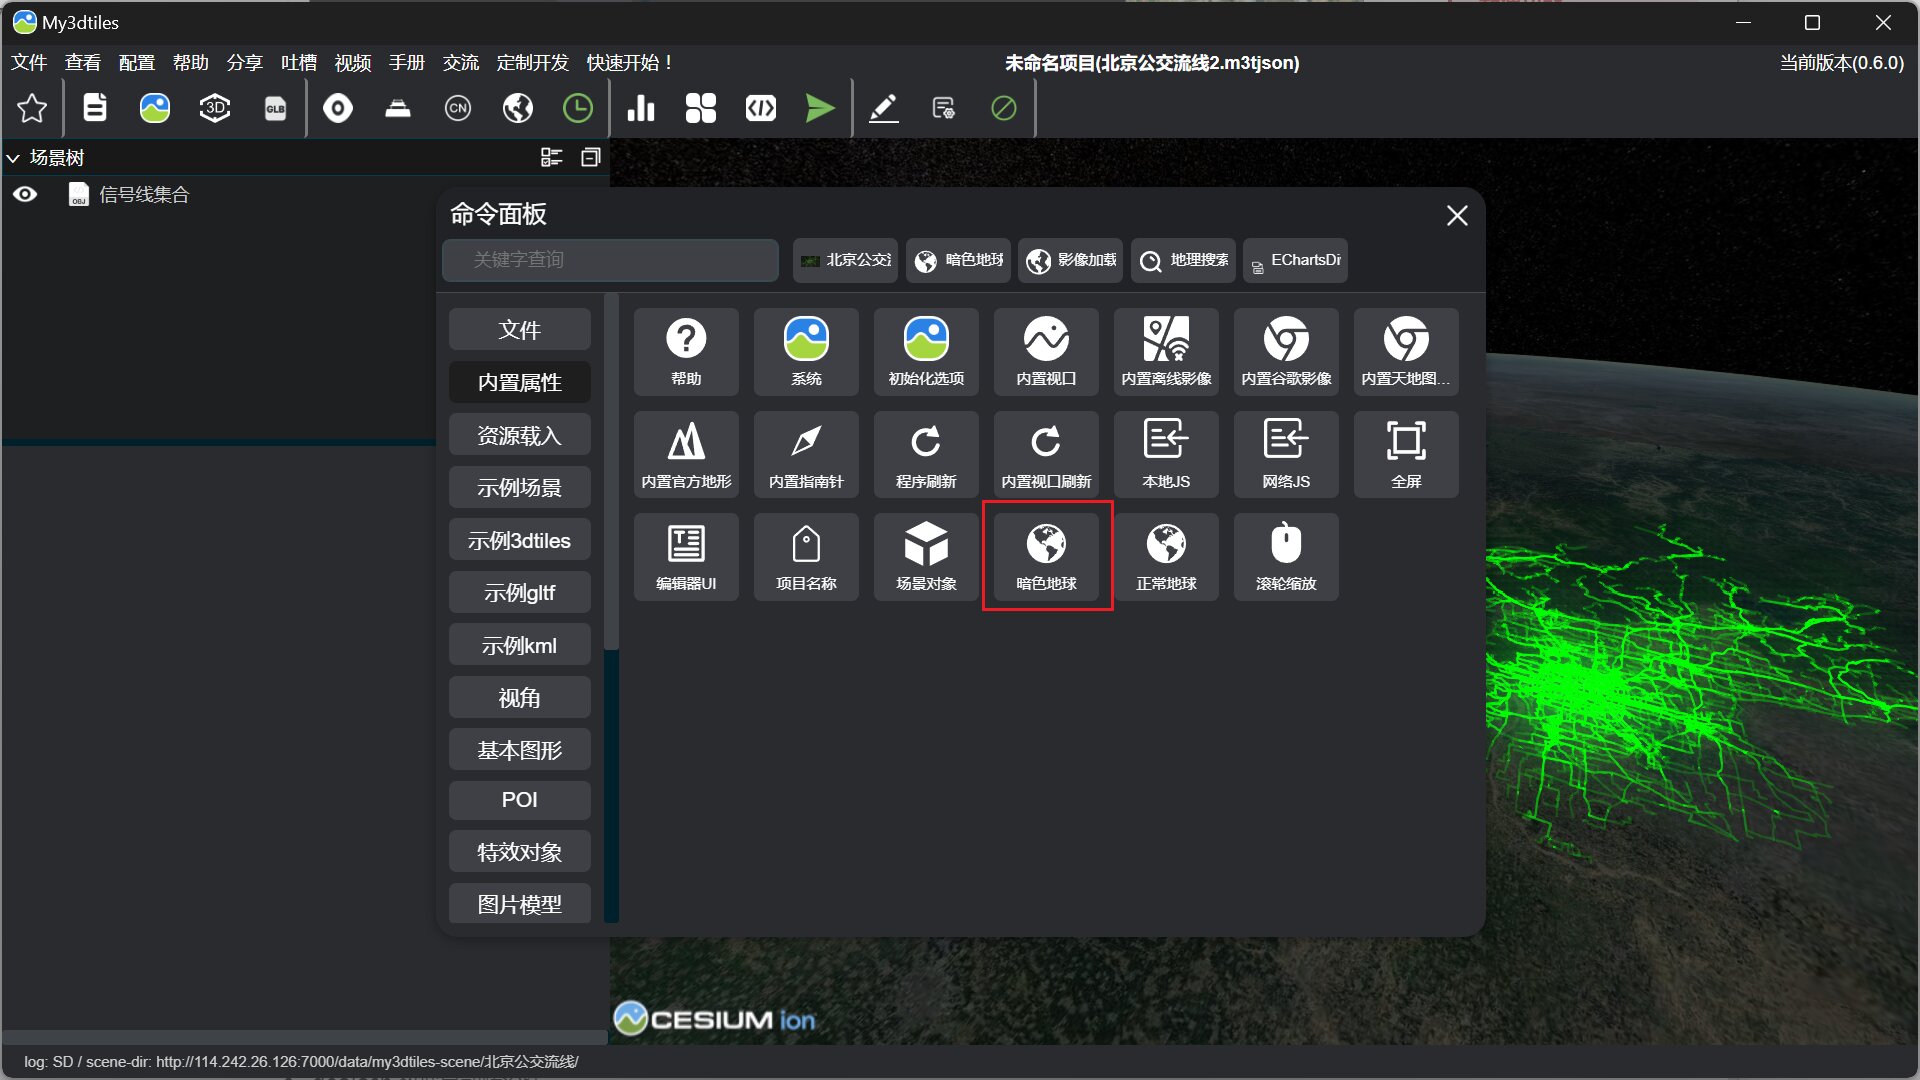 My3dtiles
文件 查看 配置 帮助 分享 吐槽 视频 手册 交流 定制开发 快速开始！ 未命名项目(北京公交流线2.m3tjson) 当前版本(0.6.0)
3D GLB CN
场景树
OBJ 信号线集合
命令面板
关键字查询 北京公交 暗色地球 影像加载 地理搜索 EChartsDi
文件
内置属性
资源载入
示例场景
示例3dtiles
示例gltf
示例kml
视角
基本图形
POI
特效对象
图片模型
帮助 系统 初始化选项 内置视口 内置离线影像 内置谷歌影像 内置天地图...
内置官方地形 内置指南针 程序刷新 内置视口刷新 本地JS 网络JS 全屏
编辑器UI 项目名称 场景对象 暗色地球 正常地球 滚轮缩放
CESIUM ion
log: SD / scene-dir: http://114.242.26.126:7000/data/my3dtiles-scene/北京公交流线/